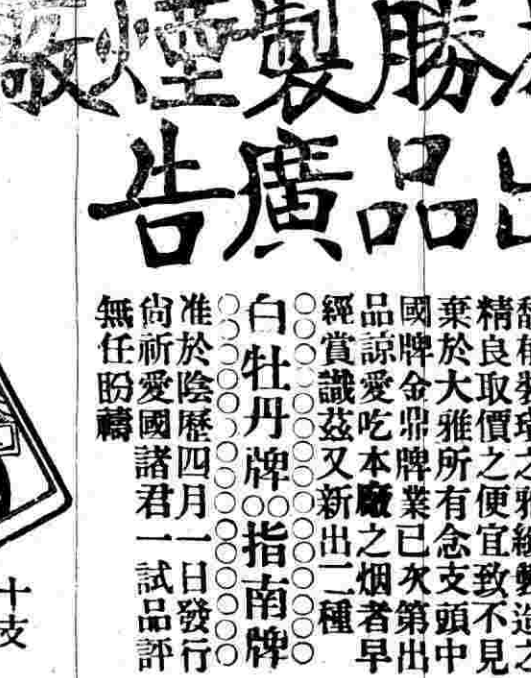 勝製煙廠
出品廣告
精良取價之便宜致不見
棄於大雅所有念支頭中
國牌金鼎牌業已次第出
品諒愛吃本廠之烟者早
經賞識茲又新出二種
○○○○○○○○○○○○○
白牡丹牌○○指南牌
○○○○○○○○○○○○○
准於陰歷四月一日發行
尙祈愛國諸君一試品評
無任盼禱
十支